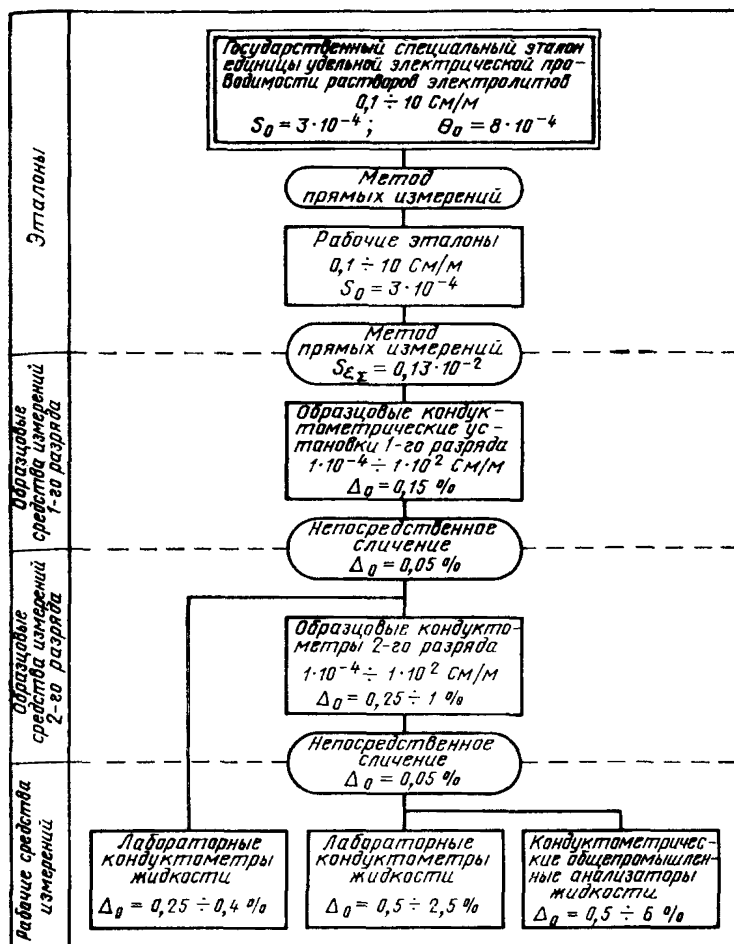 Государственный специальный эталон
единицы удельной электрической про-
водимости растворов электролитов
0,1 ÷ 10 См/м
S₀ = 3·10⁻⁴; Θ₀ = 8·10⁻⁴
Метод
прямых измерений
Эталоны
Рабочие эталоны
0,1 ÷ 10 См/м
S₀ = 3·10⁻⁴
Метод
прямых измерений
S_{ε_Σ} = 0,13·10⁻²
Образцовые
средства измерений
1-го разряда
Образцовые кондук-
тометрические ус-
тановки 1-го разряда
1·10⁻⁴ ÷ 1·10² См/м
Δ₀ = 0,15 %
Непосредственное
сличение
Δ₀ = 0,05 %
Образцовые
средства измерений
2-го разряда
Образцовые кондукто-
метры 2-го разряда
1·10⁻⁴ ÷ 1·10² См/м
Δ₀ = 0,25 ÷ 1 %
Непосредственное
сличение
Δ₀ = 0,05 %
Рабочие средства
измерений
Лабораторные
кондуктометры
жидкости
Δ₀ = 0,25 ÷ 0,4 %
Лабораторные
кондуктометры
жидкости
Δ₀ = 0,5 ÷ 2,5 %
Кондуктометричес-
кие общепромышлен-
ные анализаторы
жидкости
Δ₀ = 0,5 ÷ 6 %